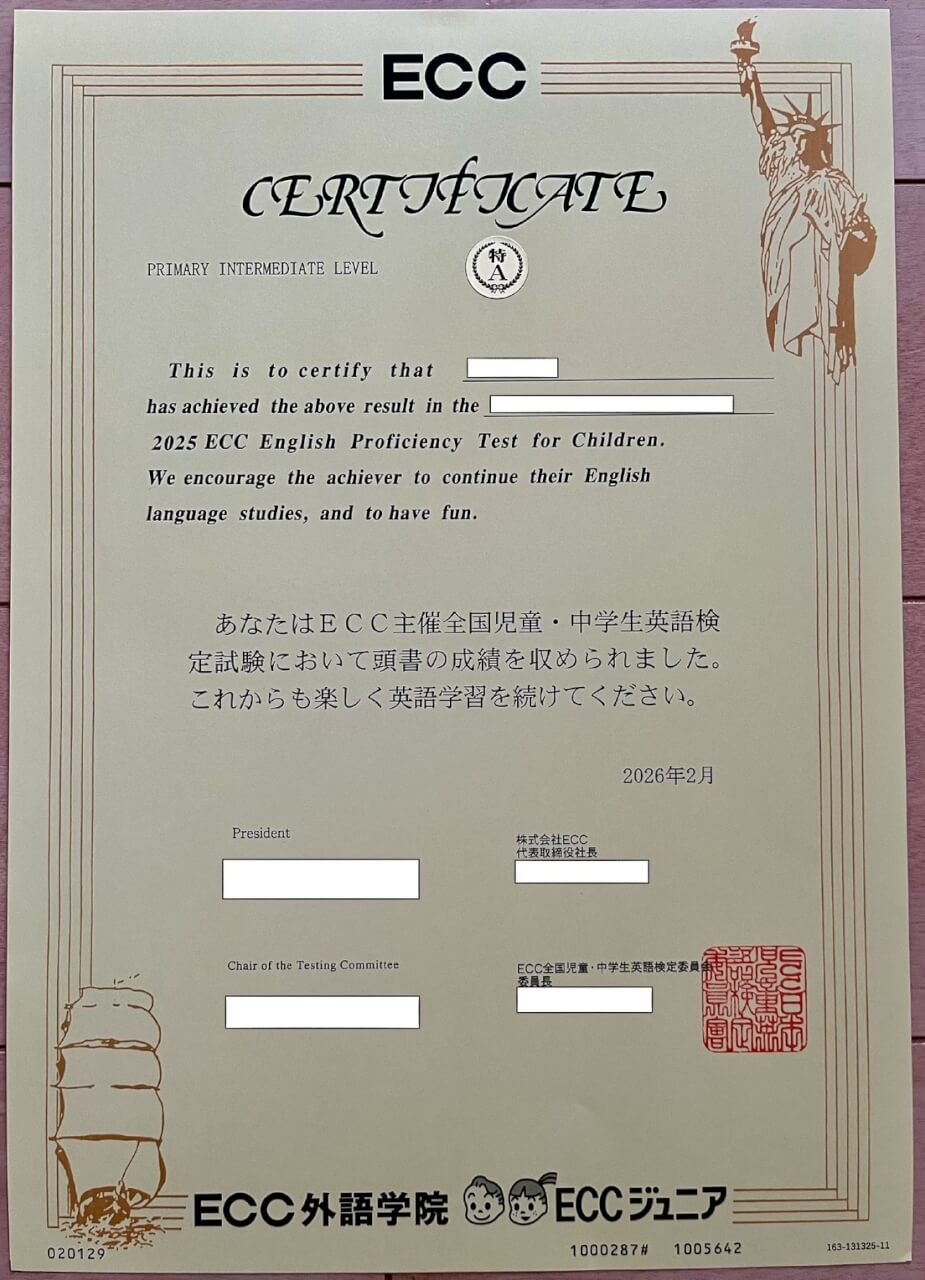 ECC
CERTIFICATE
PRIMARY INTERMEDIATE LEVEL
特
A
This is to certify that
has achieved the above result in the
2025 ECC English Proficiency Test for Children.
We encourage the achiever to continue their English
language studies, and to have fun.
あなたはECC主催全国児童・中学生英語検
定試験において頭書の成績を収められました。
これからも楽しく英語学習を続けてください。
2026年2月
President
株式会社ECC
代表取締役社長
Chair of the Testing Committee
ECC全国児童・中学生英語検定委員会
委員長
ECC外語学院
ECCジュニア
020129
1000287# 1005642
163-131325-11